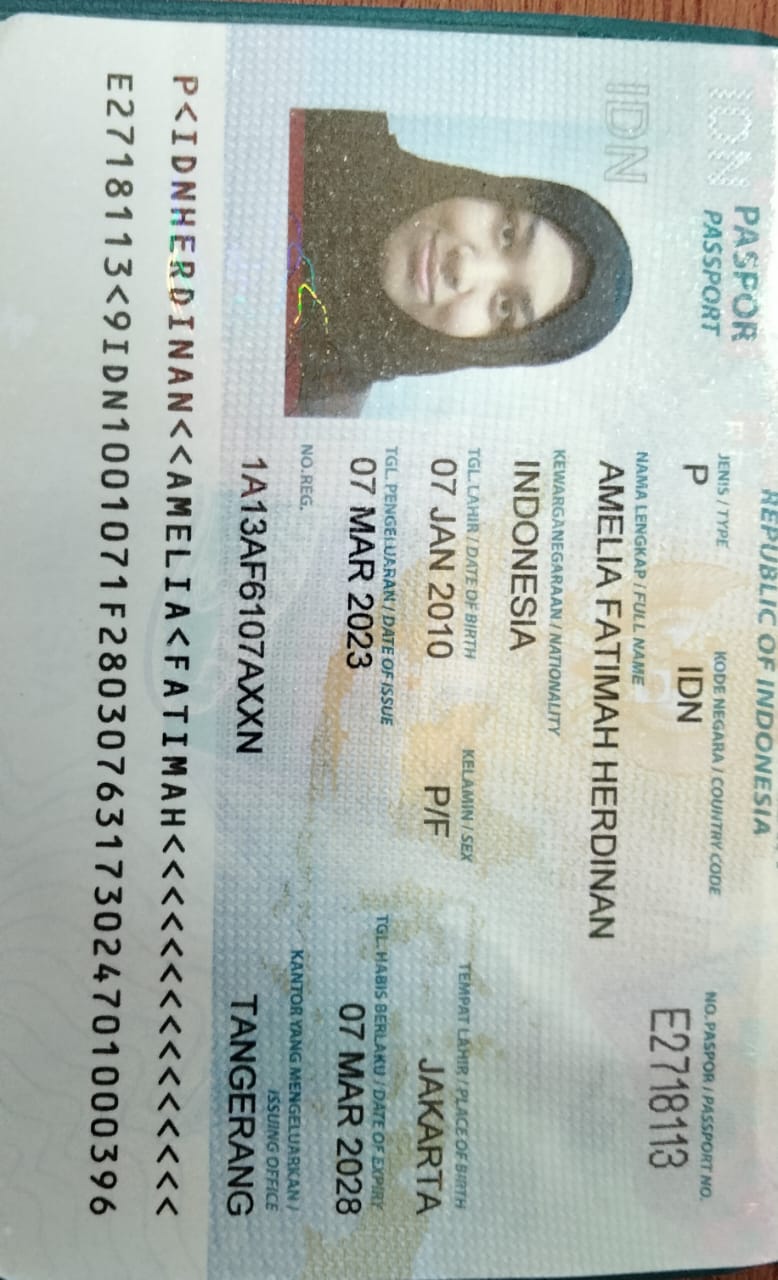 REPUBLIC OF INDONESIA
PASPOR
PASSPORT
IDN
IDN
JENIS / TYPE
P
KODE NEGARA / COUNTRY CODE
IDN
NO. PASPOR / PASSPORT NO.
E2718113
NAMA LENGKAP / FULL NAME
AMELIA FATIMAH HERDINAN
KEWARGANEGARAAN / NATIONALITY
INDONESIA
TGL. LAHIR / DATE OF BIRTH
07 JAN 2010
KELAMIN / SEX
P/F
TEMPAT LAHIR / PLACE OF BIRTH
JAKARTA
TGL. PENGELUARAN / DATE OF ISSUE
07 MAR 2023
TGL. HABIS BERLAKU / DATE OF EXPIRY
07 MAR 2028
NO. REG.
1A13AF6107AXXN
KANTOR YANG MENGELUARKAN /
ISSUING OFFICE
TANGERANG
P<IDNHERDINAN<<AMELIA<FATIMAH<<<<<<<<<<<<<<<
E2718113<9IDN1001071F28030763173024701000396